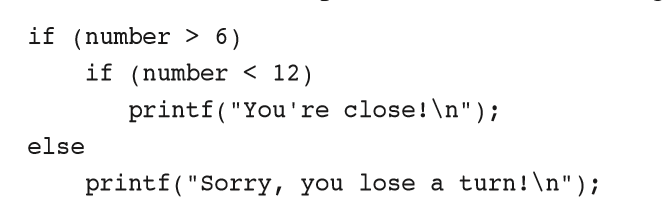 if (number > 6)
    if (number < 12)
        printf("You're close!\n");
else
    printf("Sorry, you lose a turn!\n");